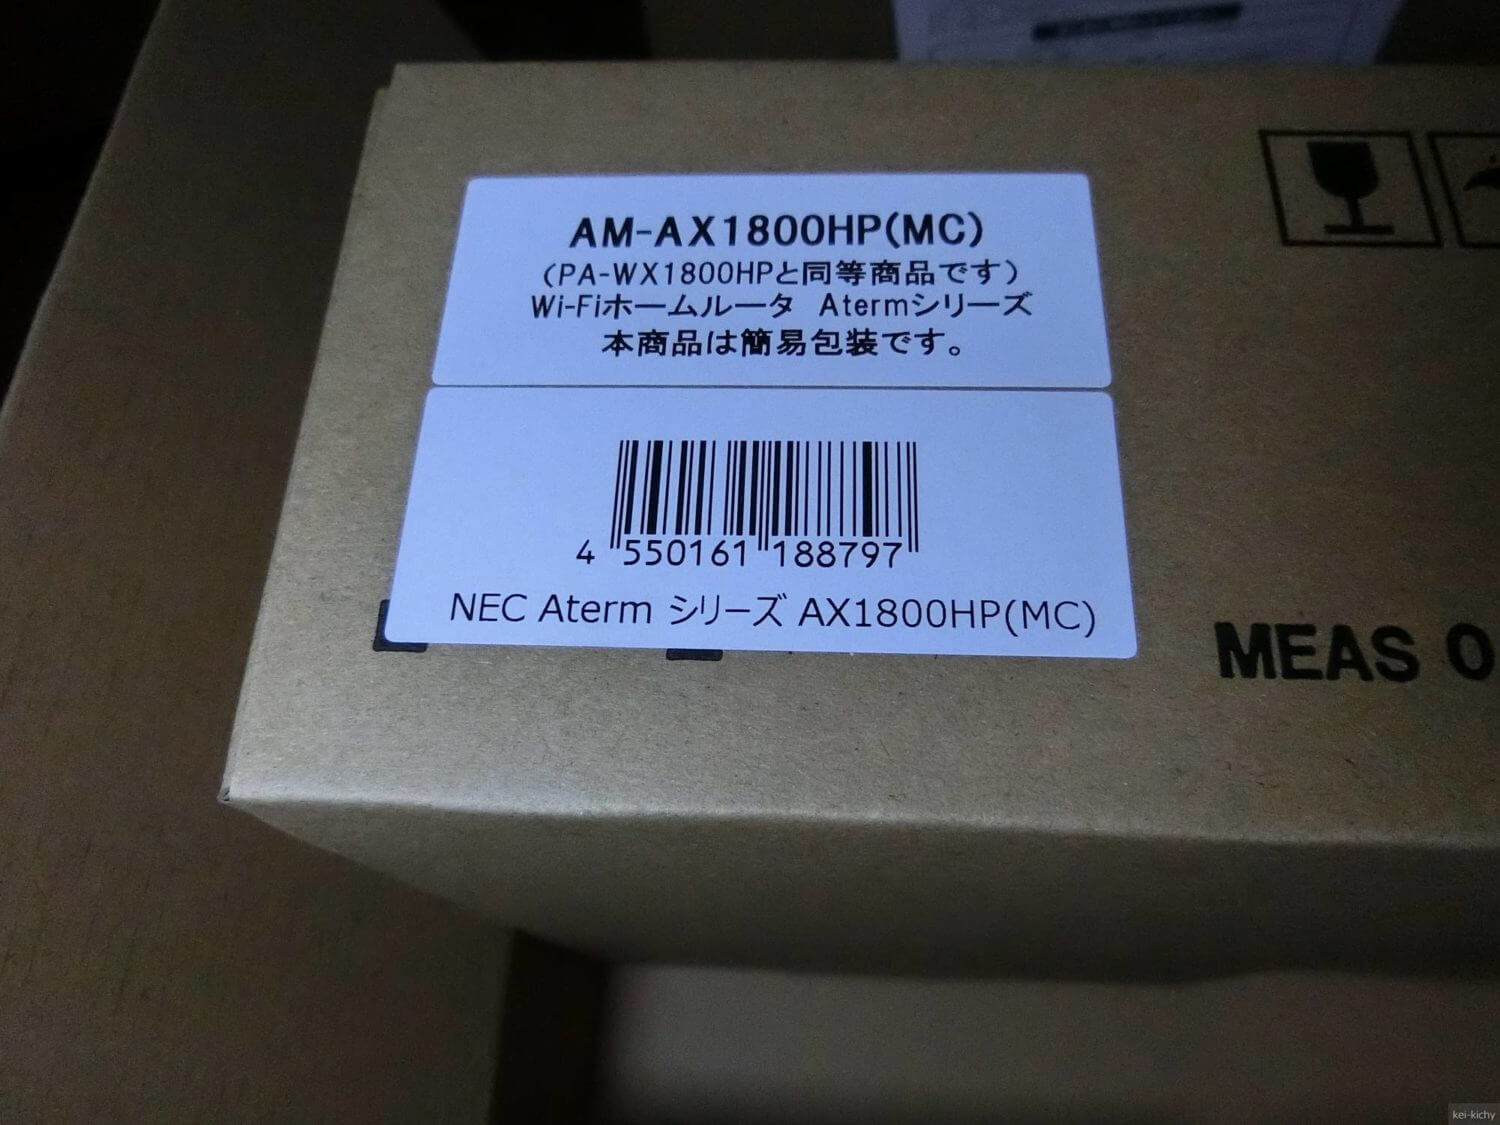 AM-AX1800HP(MC)
（PA-WX1800HPと同等商品です）
Wi-Fiホームルータ Atermシリーズ
本商品は簡易包装です。
4 550161 188797
NEC Aterm シリーズ AX1800HP(MC)
MEAS 0
kei-kichy